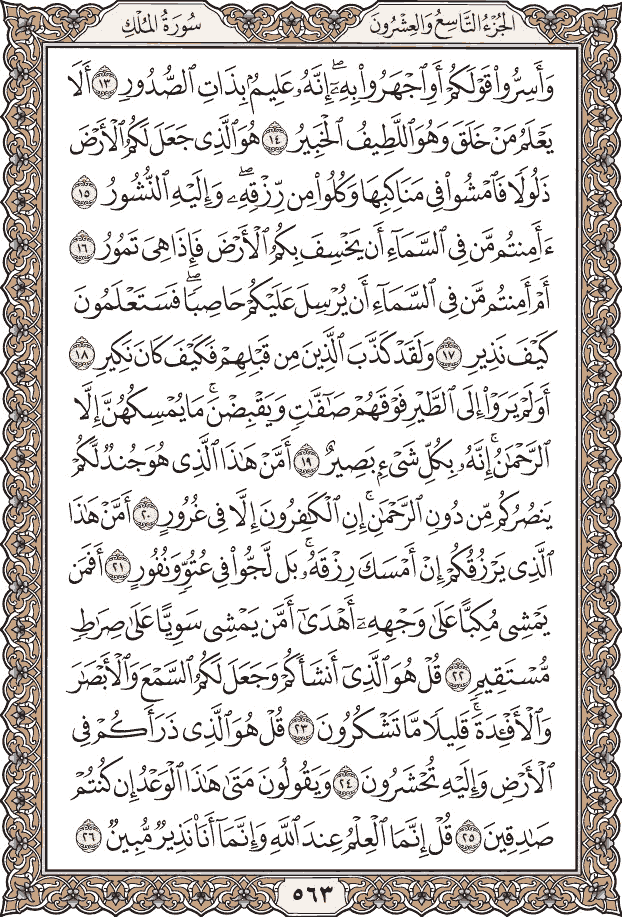 الجُزْءُ التَّاسِعُ وَالعِشْرُونَ
سُورَةُ المُلْكِ
وَأَسِرُّوا۟ قَوْلَكُمْ أَوِ ٱجْهَرُوا۟ بِهِۦٓ ۖ إِنَّهُۥ عَلِيمٌۢ بِذَاتِ ٱلصُّدُورِ ١٣ أَلَا
يَعْلَمُ مَنْ خَلَقَ وَهُوَ ٱللَّطِيفُ ٱلْخَبِيرُ ١٤ هُوَ ٱلَّذِى جَعَلَ لَكُمُ ٱلْأَرْضَ
ذَلُولًا فَٱمْشُوا۟ فِى مَنَاكِبِهَا وَكُلُوا۟ مِن رِّزْقِهِۦ ۖ وَإِلَيْهِ ٱلنُّشُورُ ١٥
ءَأَمِنتُم مَّن فِى ٱلسَّمَآءِ أَن يَخْسِفَ بِكُمُ ٱلْأَرْضَ فَإِذَا هِىَ تَمُورُ ١٦
أَمْ أَمِنتُم مَّن فِى ٱلسَّمَآءِ أَن يُرْسِلَ عَلَيْكُمْ حَاصِبًا ۖ فَسَتَعْلَمُونَ
كَيْفَ نَذِيرِ ١٧ وَلَقَدْ كَذَّبَ ٱلَّذِينَ مِن قَبْلِهِمْ فَكَيْفَ كَانَ نَكِيرِ ١٨
أَوَلَمْ يَرَوْا۟ إِلَى ٱلطَّيْرِ فَوْقَهُمْ صَٰٓفَّٰتٍ وَيَقْبِضْنَ ۚ مَا يُمْسِكُهُنَّ إِلَّا
ٱلرَّحْمَٰنُ ۚ إِنَّهُۥ بِكُلِّ شَىْءٍۭ بَصِيرٌ ١٩ أَمَّنْ هَٰذَا ٱلَّذِى هُوَ جُندٌ لَّكُمْ
يَنصُرُكُم مِّن دُونِ ٱلرَّحْمَٰنِ ۚ إِنِ ٱلْكَٰفِرُونَ إِلَّا فِى غُرُورٍ ٢٠ أَمَّنْ هَٰذَا
ٱلَّذِى يَرْزُقُكُمْ إِنْ أَمْسَكَ رِزْقَهُۥ ۚ بَل لَّجُّوا۟ فِى عُتُوٍّ وَنُفُورٍ ٢١ أَفَمَن
يَمْشِى مُكِبًّا عَلَىٰ وَجْهِهِۦٓ أَهْدَىٰٓ أَمَّن يَمْشِى سَوِيًّا عَلَىٰ صِرَٰطٍ
مُّسْتَقِيمٍ ٢٢ قُلْ هُوَ ٱلَّذِىٓ أَنشَأَكُمْ وَجَعَلَ لَكُمُ ٱلسَّمْعَ وَٱلْأَبْصَٰرَ
وَٱلْأَفْـِٔدَةَ ۖ قَلِيلًا مَّا تَشْكُرُونَ ٢٣ قُلْ هُوَ ٱلَّذِى ذَرَأَكُمْ فِى
ٱلْأَرْضِ وَإِلَيْهِ تُحْشَرُونَ ٢٤ وَيَقُولُونَ مَتَىٰ هَٰذَا ٱلْوَعْدُ إِن كُنتُمْ
صَٰدِقِينَ ٢٥ قُلْ إِنَّمَا ٱلْعِلْمُ عِندَ ٱللَّهِ وَإِنَّمَآ أَنَا۠ نَذِيرٌ مُّبِينٌ ٢٦
٥٦٣